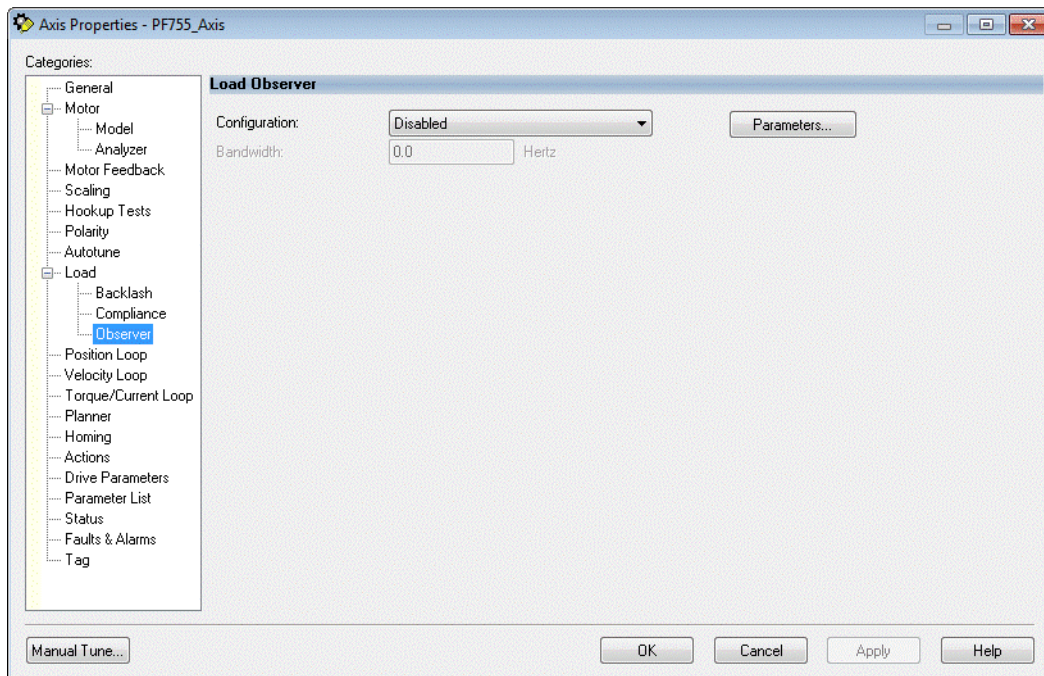 Axis Properties - PF755_Axis
Categories:
General
Motor
Model
Analyzer
Motor Feedback
Scaling
Hookup Tests
Polarity
Autotune
Load
Backlash
Compliance
Observer
Position Loop
Velocity Loop
Torque/Current Loop
Planner
Homing
Actions
Drive Parameters
Parameter List
Status
Faults & Alarms
Tag
Load Observer
Configuration: Disabled Parameters...
Bandwidth: 0.0 Hertz
Manual Tune... OK Cancel Apply Help